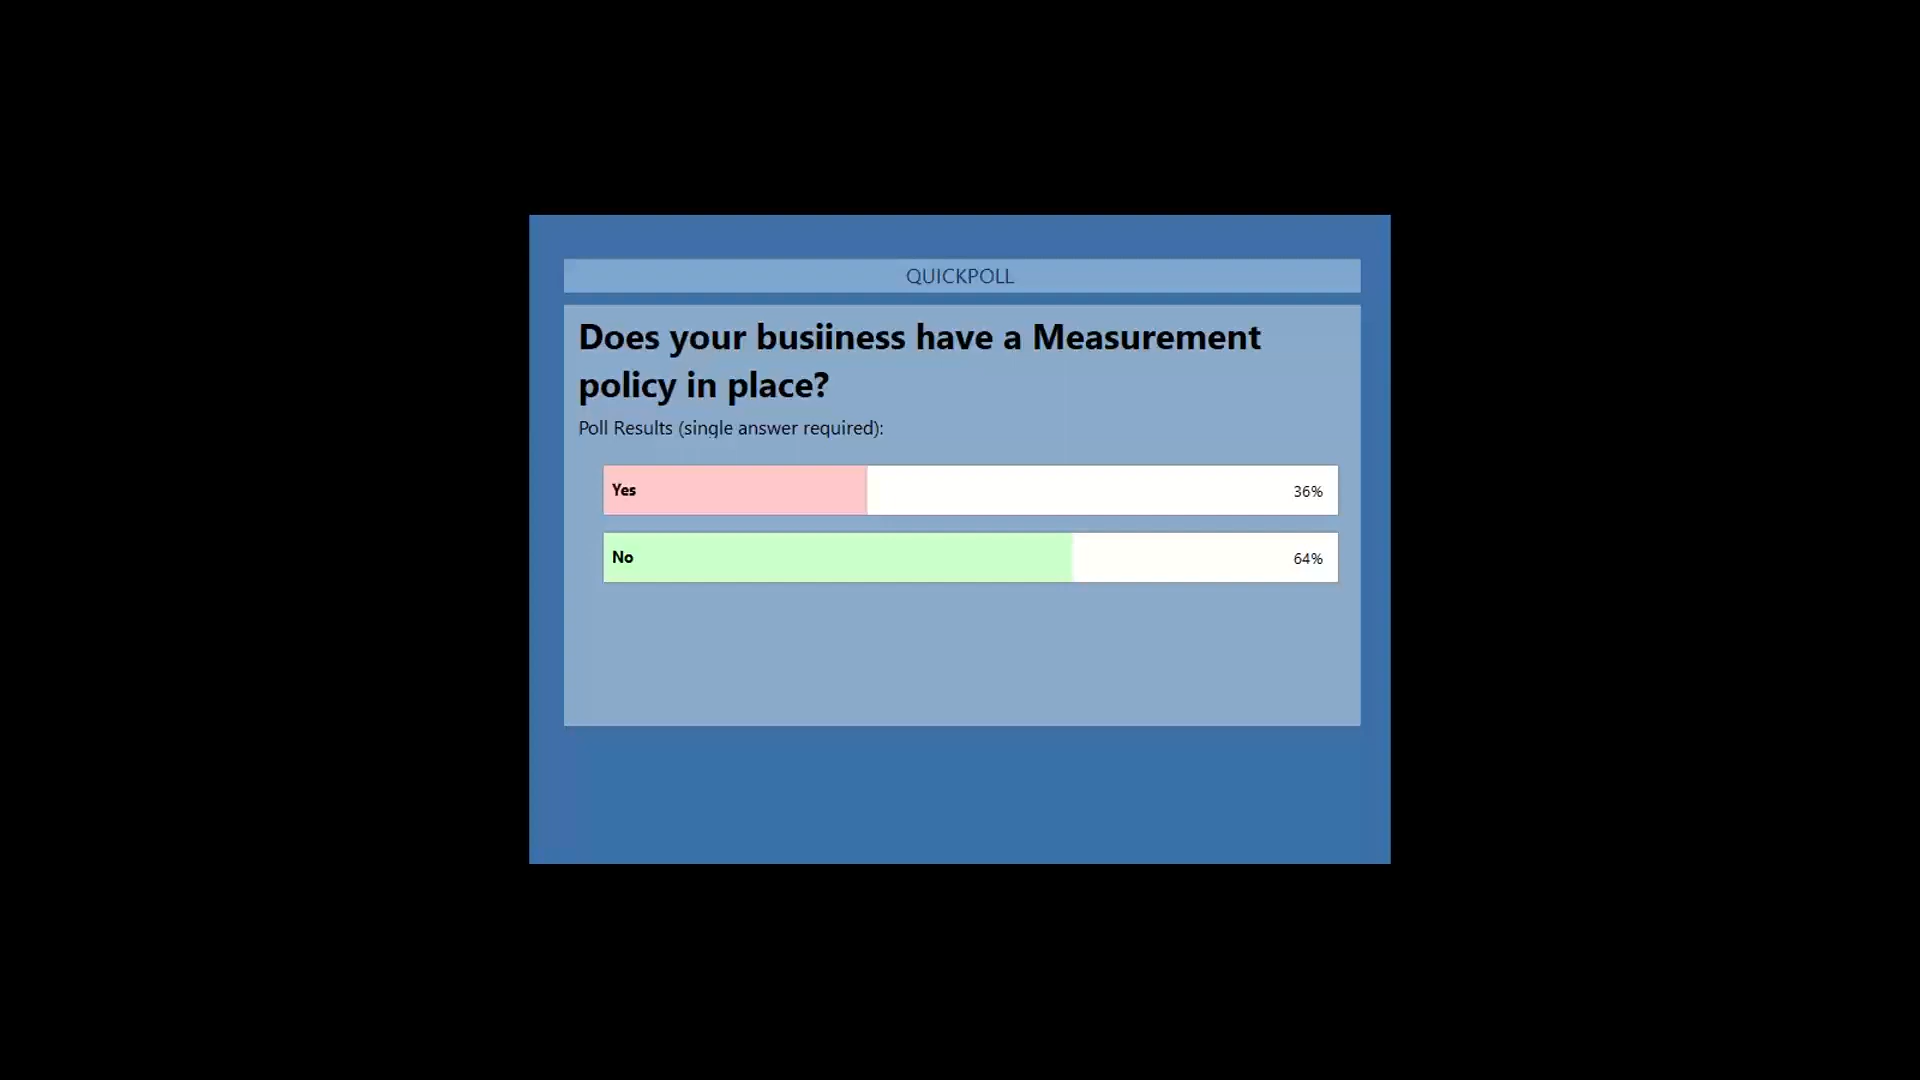 QUICKPOLL
Does your busiiness have a Measurement
policy in place?
Poll Results (single answer required):
Yes 36%
No 64%